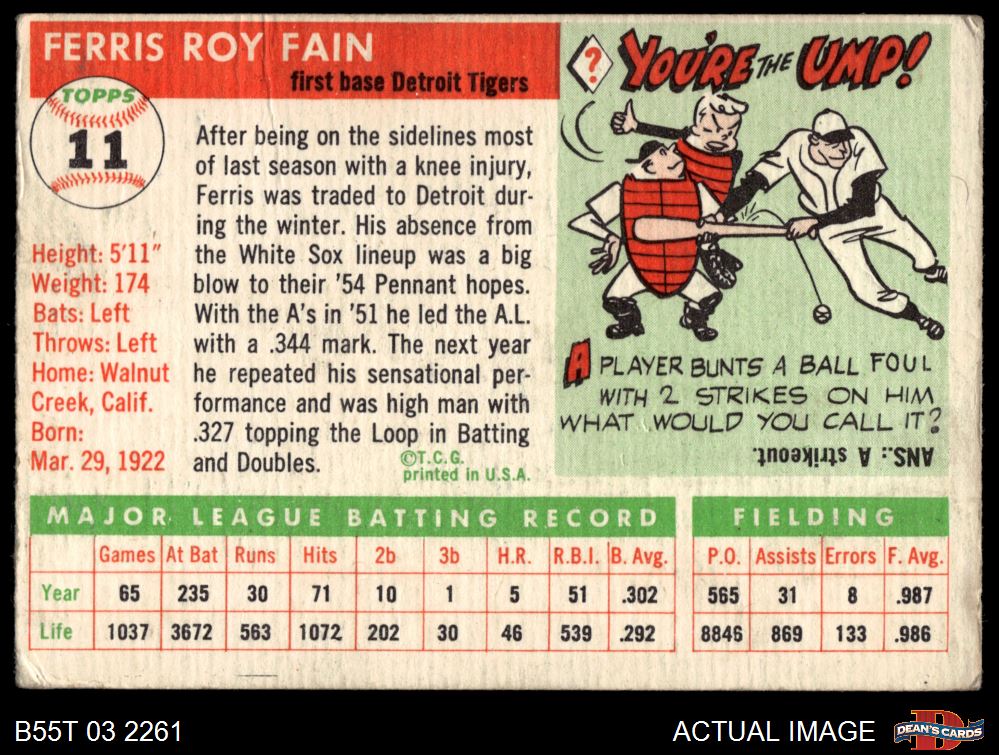 FERRIS ROY FAIN
first base Detroit Tigers
TOPPS
11
Height: 5'11"
Weight: 174
Bats: Left
Throws: Left
Home: Walnut
Creek, Calif.
Born:
Mar. 29, 1922
After being on the sidelines most
of last season with a knee injury,
Ferris was traded to Detroit dur-
ing the winter. His absence from
the White Sox lineup was a big
blow to their '54 Pennant hopes.
With the A's in '51 he led the A.L.
with a .344 mark. The next year
he repeated his sensational per-
formance and was high man with
.327 topping the Loop in Batting
and Doubles.
©T.C.G.
printed in U.S.A.
?
YOU'RE THE UMP!
A PLAYER BUNTS A BALL FOUL
WITH 2 STRIKES ON HIM
WHAT WOULD YOU CALL IT?
ANS.: A strikeout.
MAJOR LEAGUE BATTING RECORD
Games At Bat Runs Hits 2b 3b H.R. R.B.I. B. Avg.
Year 65 235 30 71 10 1 5 51 .302
Life 1037 3672 563 1072 202 30 46 539 .292
FIELDING
P.O. Assists Errors F. Avg.
565 31 8 .987
8846 869 133 .986
B55T 03 2261
ACTUAL IMAGE
DEAN'S CARDS